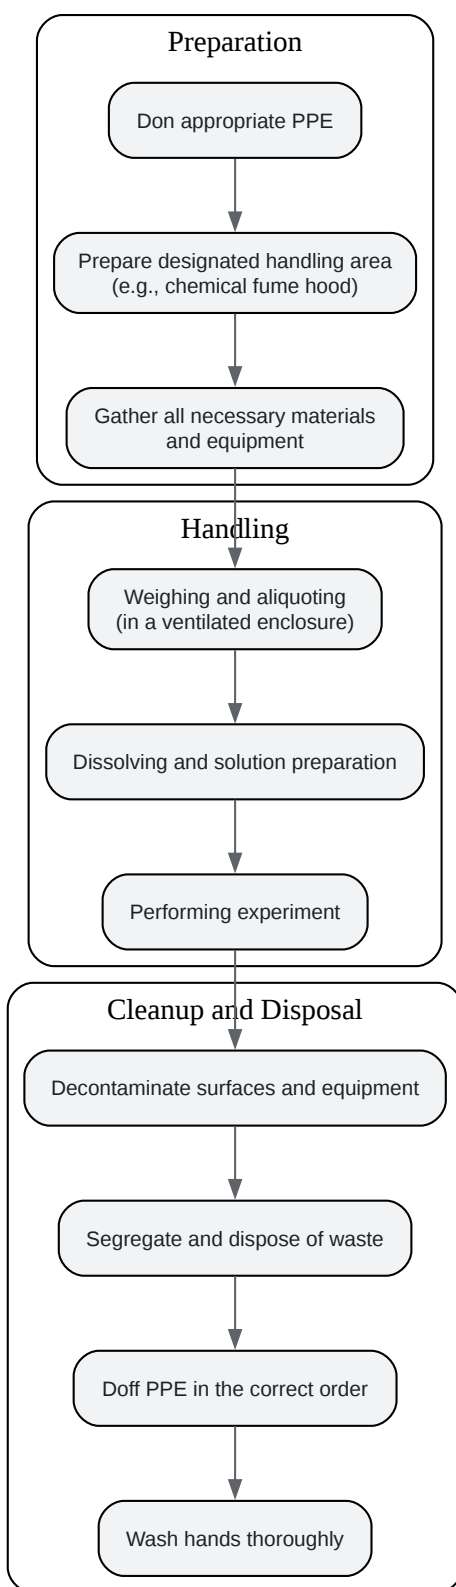 Preparation
Don appropriate PPE
Prepare designated handling area
(e.g., chemical fume hood)
Gather all necessary materials
and equipment
Handling
Weighing and aliquoting
(in a ventilated enclosure)
Dissolving and solution preparation
Performing experiment
Cleanup and Disposal
Decontaminate surfaces and equipment
Segregate and dispose of waste
Doff PPE in the correct order
Wash hands thoroughly